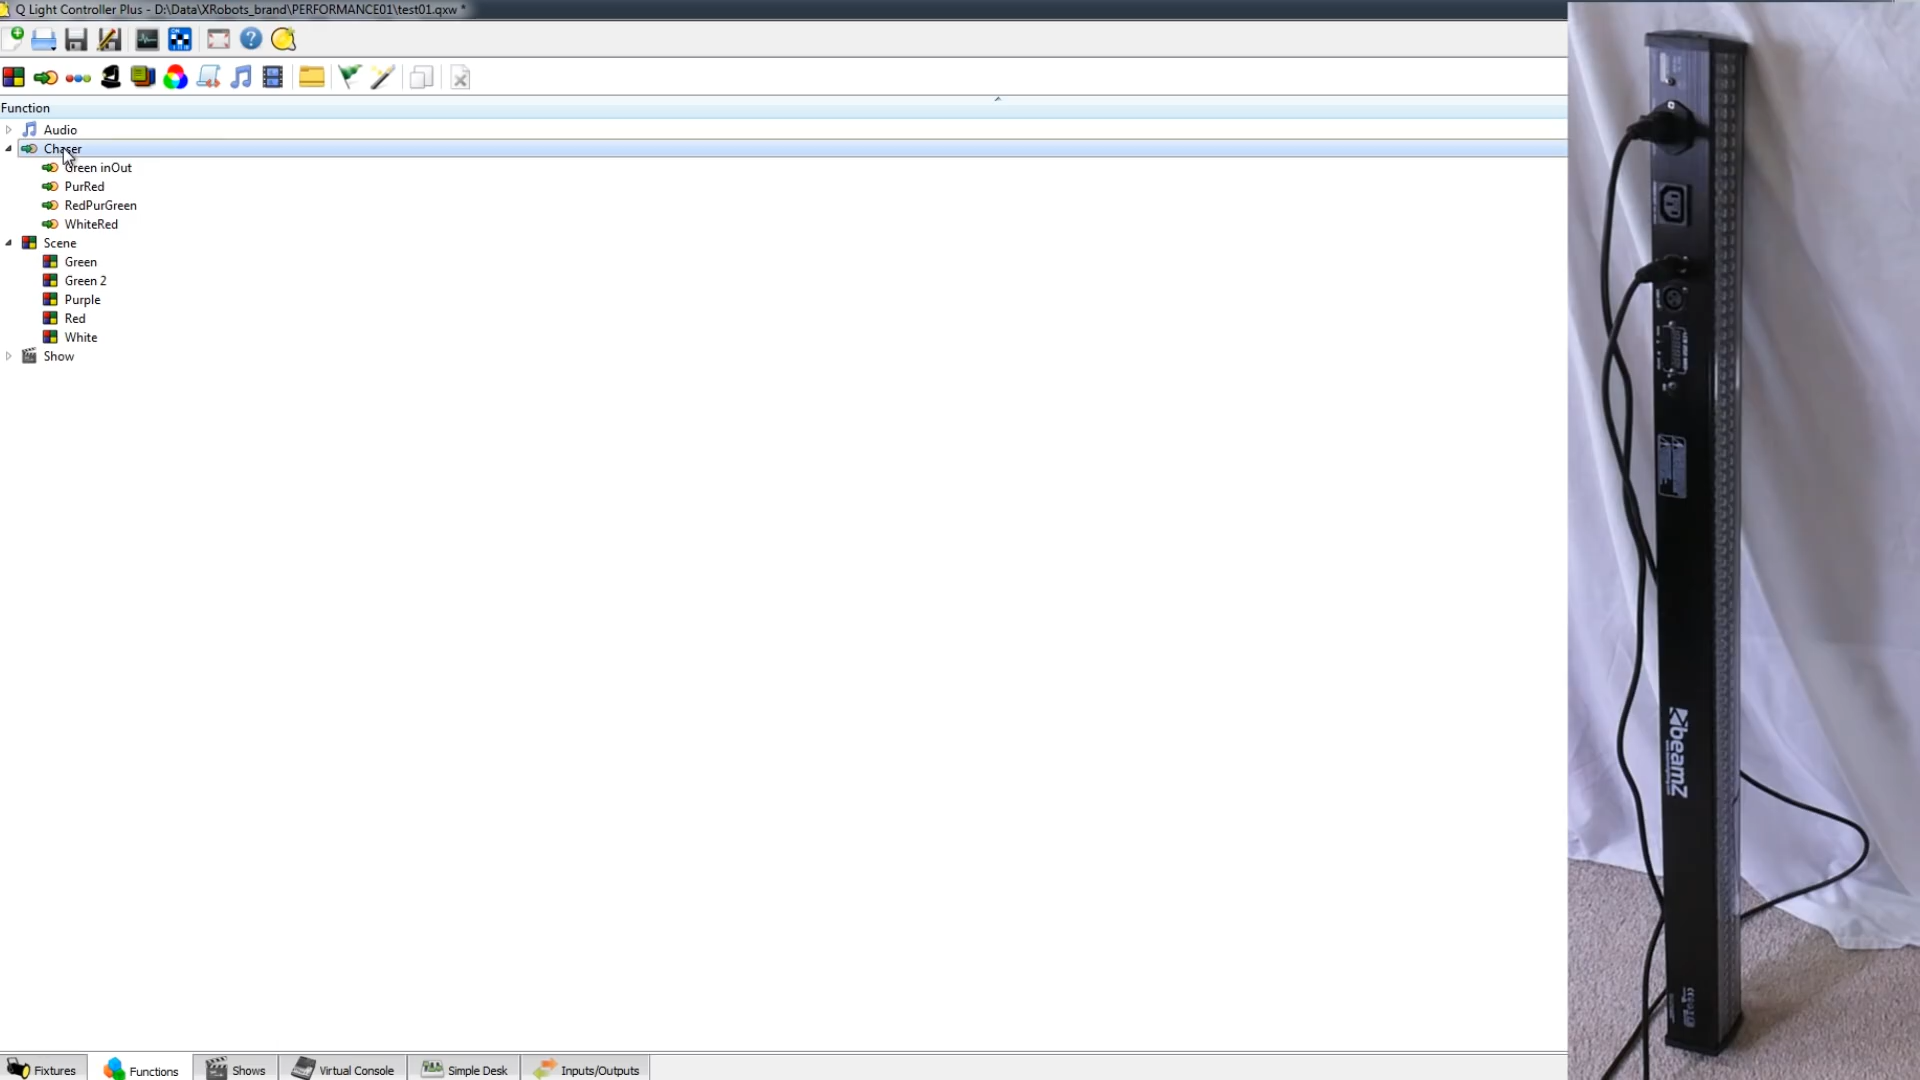 Q Light Controller Plus - D:\Data\XRobots_brand\PERFORMANCE01\test01.qxw *
Function
Audio
Chaser
Green inOut
PurRed
RedPurGreen
WhiteRed
Scene
Green
Green 2
Purple
Red
White
Show
Fixtures
Functions
Shows
Virtual Console
Simple Desk
Inputs/Outputs
beamZ